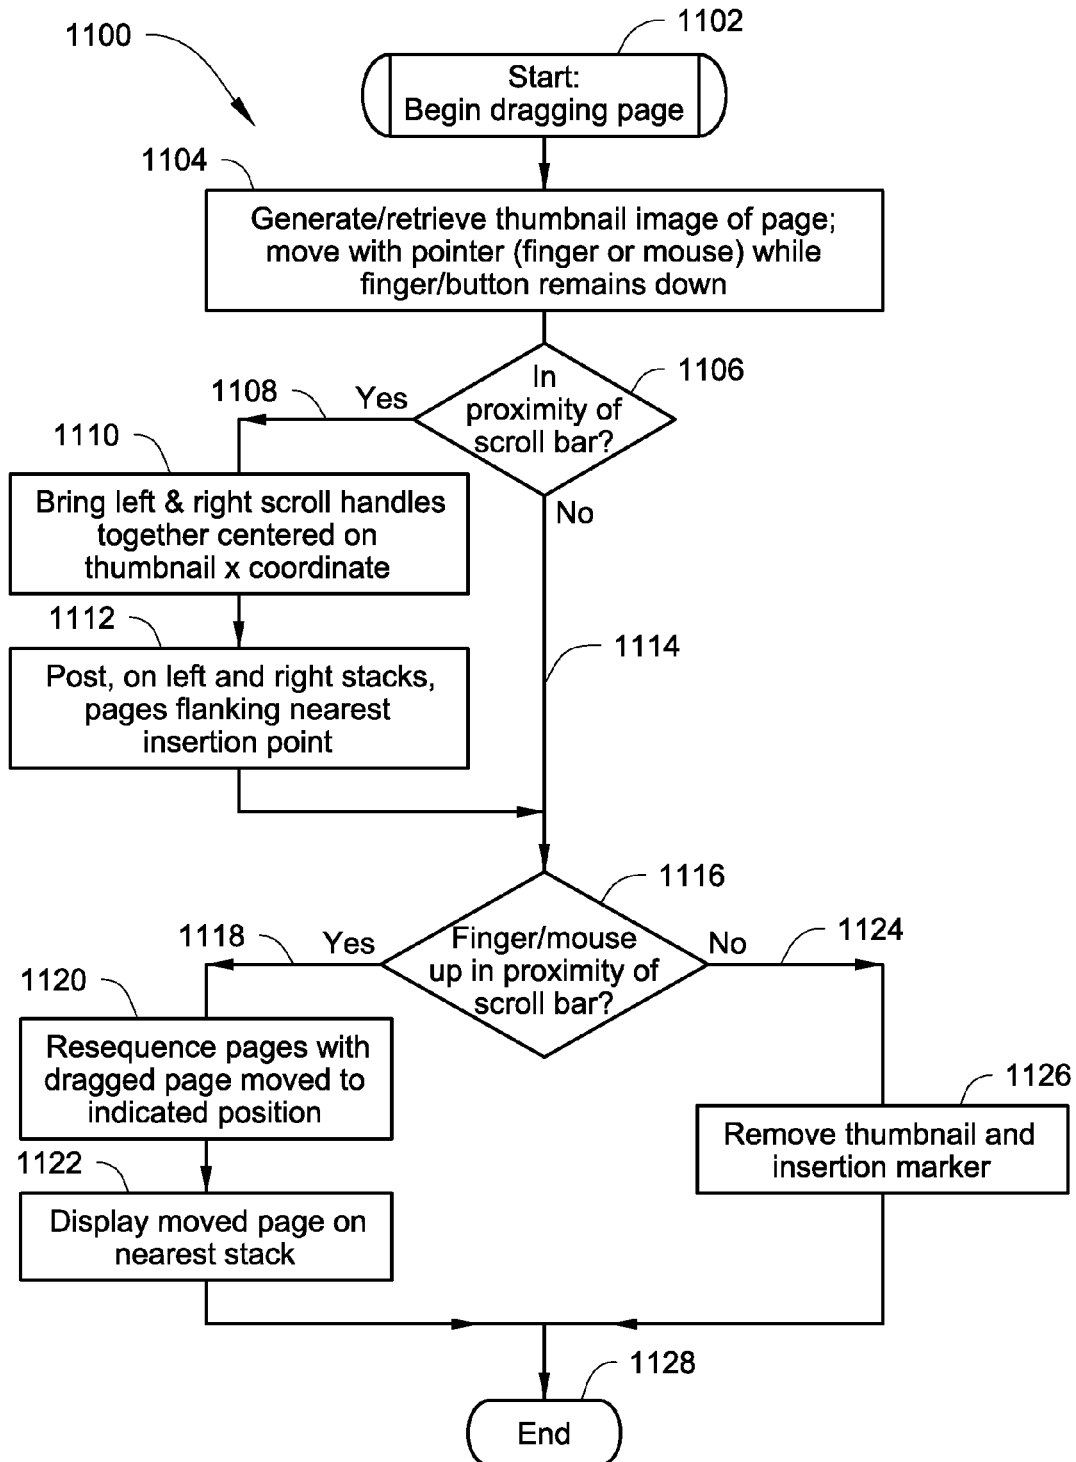 1100
1102
Start:
Begin dragging page
1104
Generate/retrieve thumbnail image of page;
move with pointer (finger or mouse) while
finger/button remains down
1106
In
proximity of
scroll bar?
Yes
1108
No
1110
Bring left & right scroll handles
together centered on
thumbnail x coordinate
1112
Post, on left and right stacks,
pages flanking nearest
insertion point
1114
1116
Finger/mouse
up in proximity of
scroll bar?
Yes
1118
No
1124
1120
Resequence pages with
dragged page moved to
indicated position
1122
Display moved page on
nearest stack
1126
Remove thumbnail and
insertion marker
1128
End